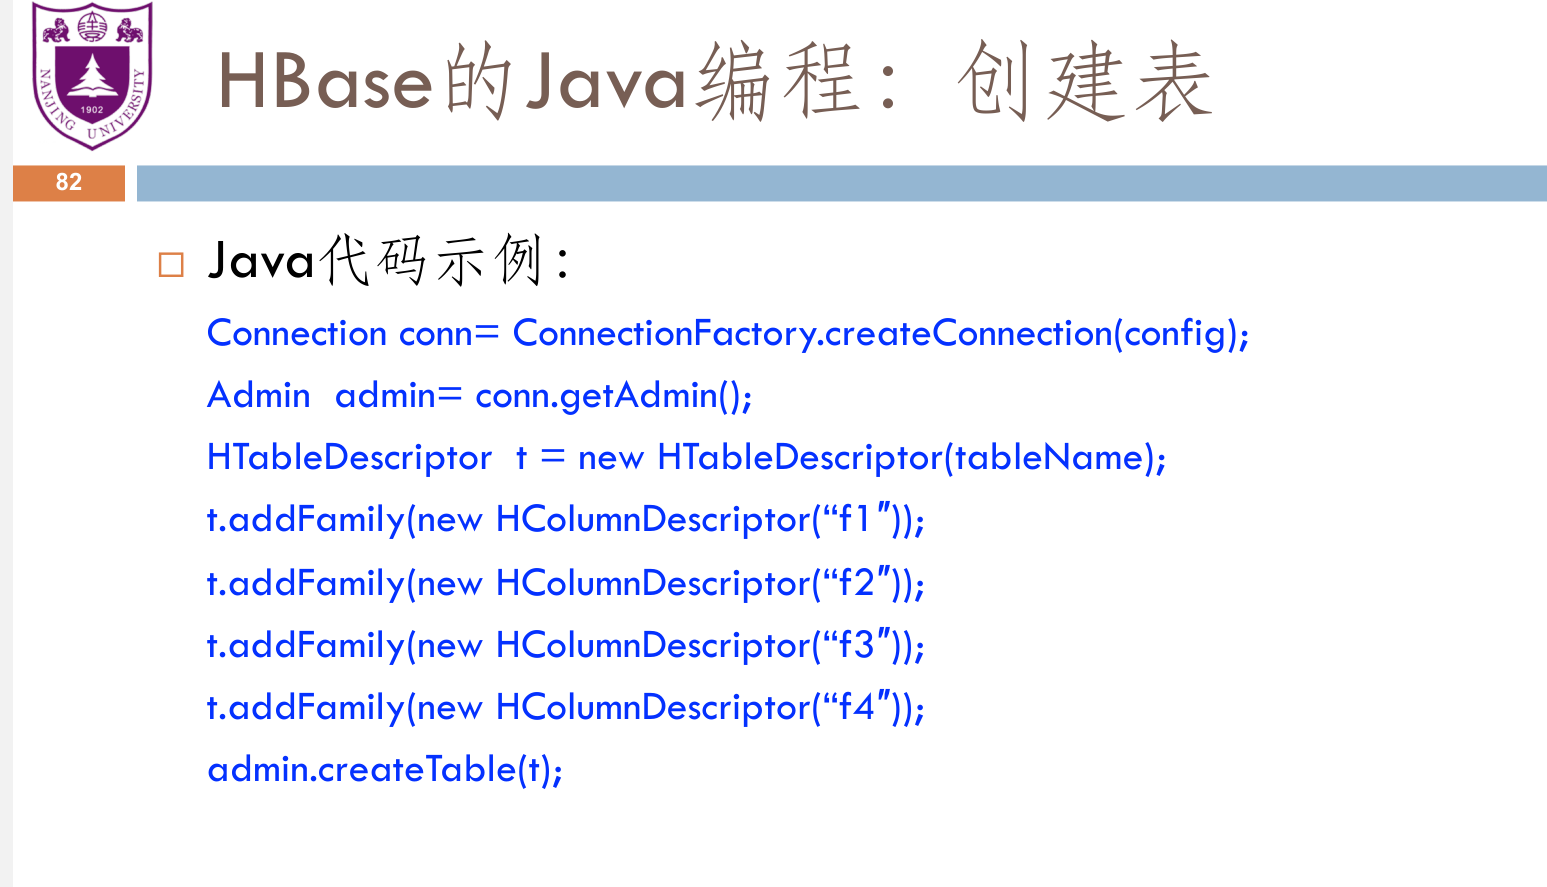 NANJING UNIVERSITY
1902
HBase的Java编程：创建表
82
Java代码示例：
Connection conn= ConnectionFactory.createConnection(config);
Admin  admin= conn.getAdmin();
HTableDescriptor  t = new HTableDescriptor(tableName);
t.addFamily(new HColumnDescriptor(“f1″));
t.addFamily(new HColumnDescriptor(“f2″));
t.addFamily(new HColumnDescriptor(“f3″));
t.addFamily(new HColumnDescriptor(“f4″));
admin.createTable(t);